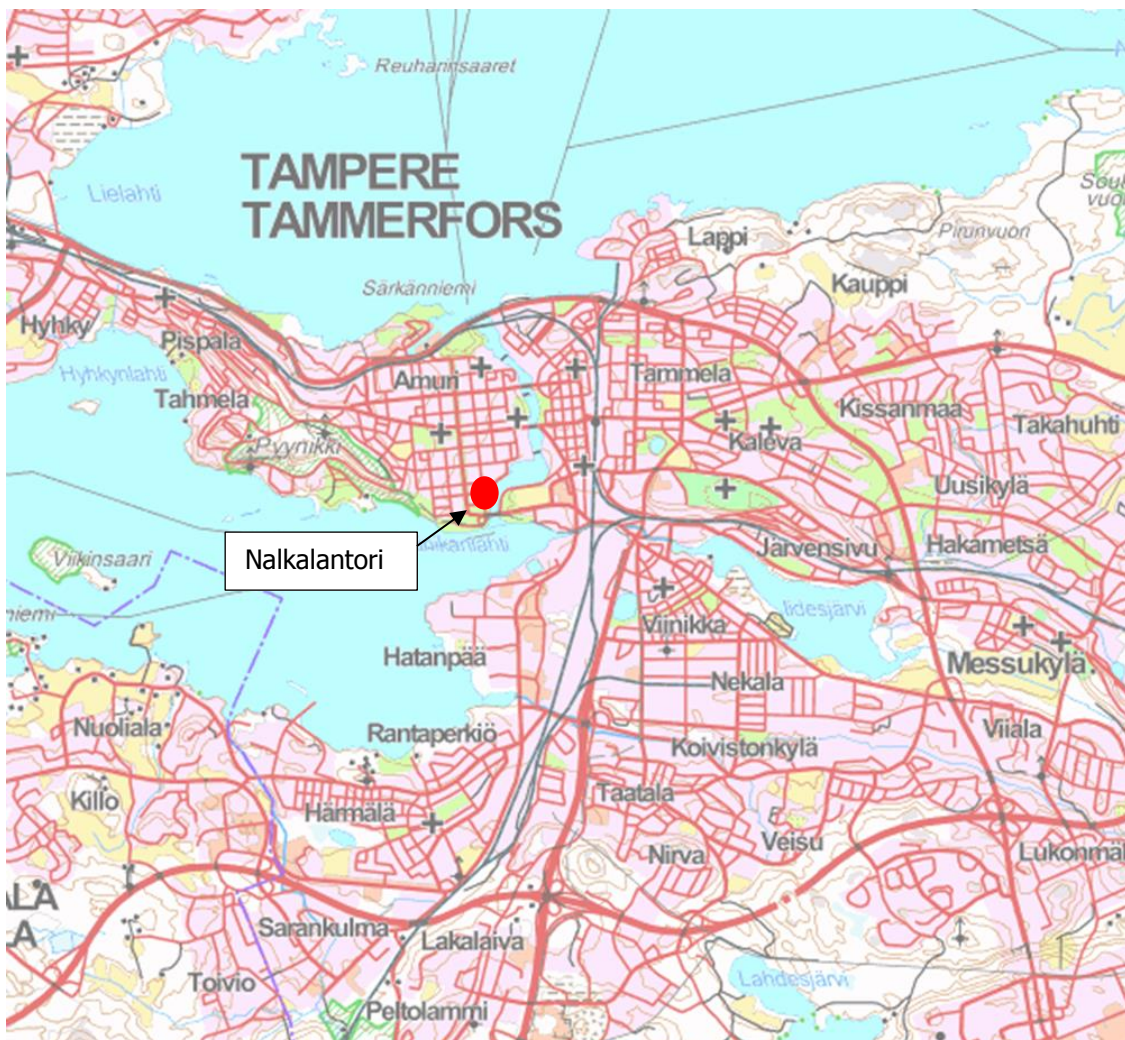 Reuharinsaaret
TAMPERE
TAMMERFORS
Lielahti
Lappi
Pirunvuori
Särkänniemi
Kauppi
Hyhky
Pispala
Hyhkynlahti
Amuri
Tammela
Tahmela
Kissanmaa
Takahuhti
Pyynikki
Kaleva
Uusikylä
Nalkalantori
Viikinsaari
Järvensivu
Hakametsä
Iidesjärvi
Viinikka
Hatanpää
Messukylä
Nekala
Nuoliala
Rantaperkiö
Koivistonkylä
Viiala
Killo
Härmälä
Taatala
Veisu
Nirva
Sarankulma
Lakalaiva
Toivio
Lahdesjärvi
Peltolammi